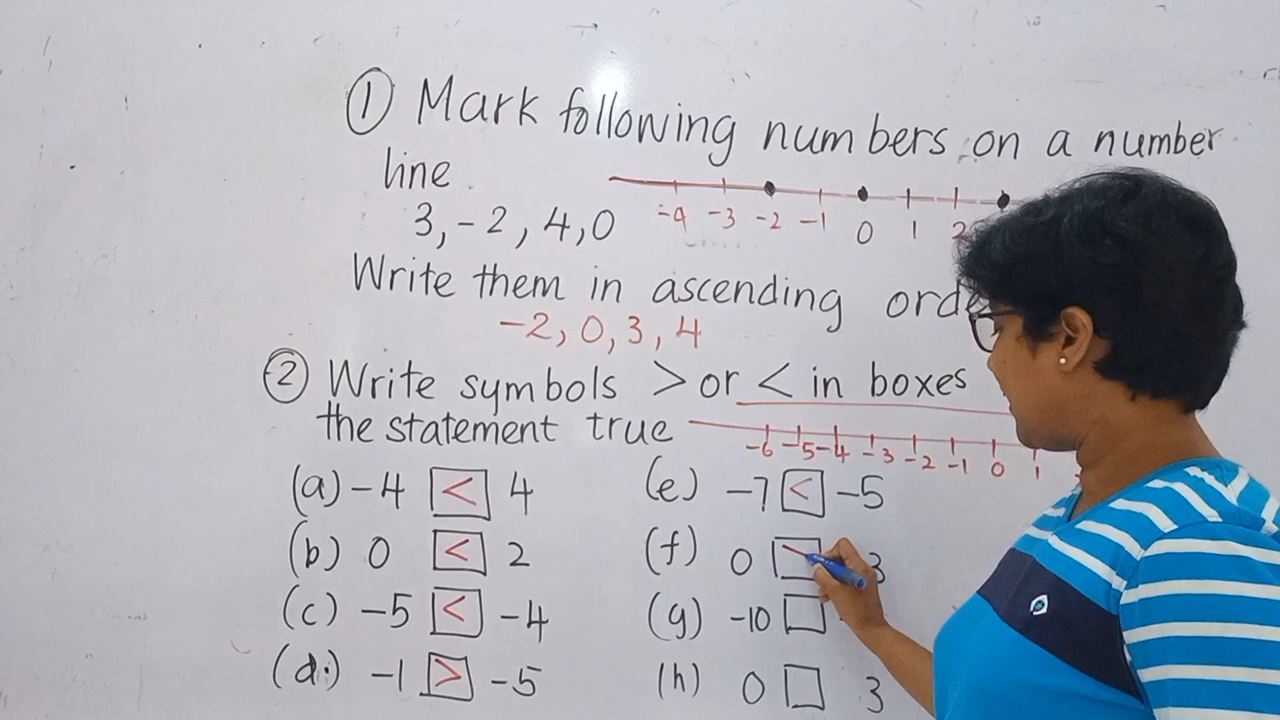 ① Mark following numbers on a number
line.
-4 -3 -2 -1 0 1 2
3, -2, 4, 0
Write them in ascending
-2, 0, 3, 4
② Write symbols > or < in boxes
the statement true
-6 -5 -4 -3 -2 -1 0 1
(a) -4 < 4
(b) 0 < 2
(c) -5 < -4
(d) -1 > -5
(e) -7 < -5
(f) 0 3
(g) -10
(h) 0 3